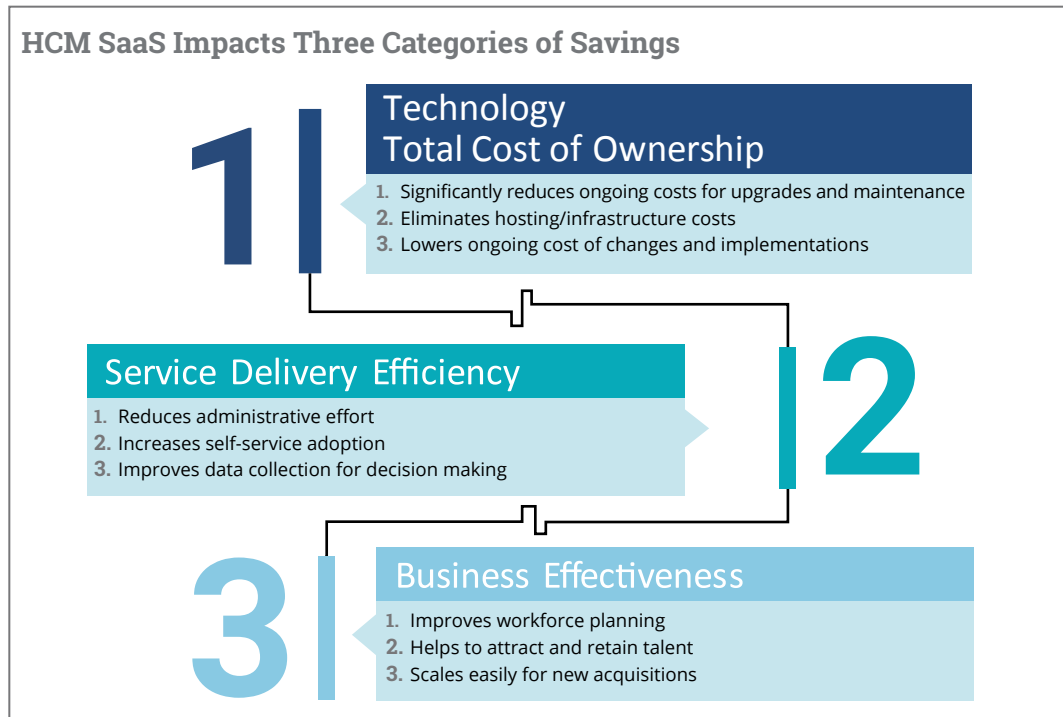 HCM SaaS Impacts Three Categories of Savings
1
Technology
Total Cost of Ownership
1. Significantly reduces ongoing costs for upgrades and maintenance
2. Eliminates hosting/infrastructure costs
3. Lowers ongoing cost of changes and implementations
2
Service Delivery Efficiency
1. Reduces administrative effort
2. Increases self-service adoption
3. Improves data collection for decision making
3
Business Effectiveness
1. Improves workforce planning
2. Helps to attract and retain talent
3. Scales easily for new acquisitions